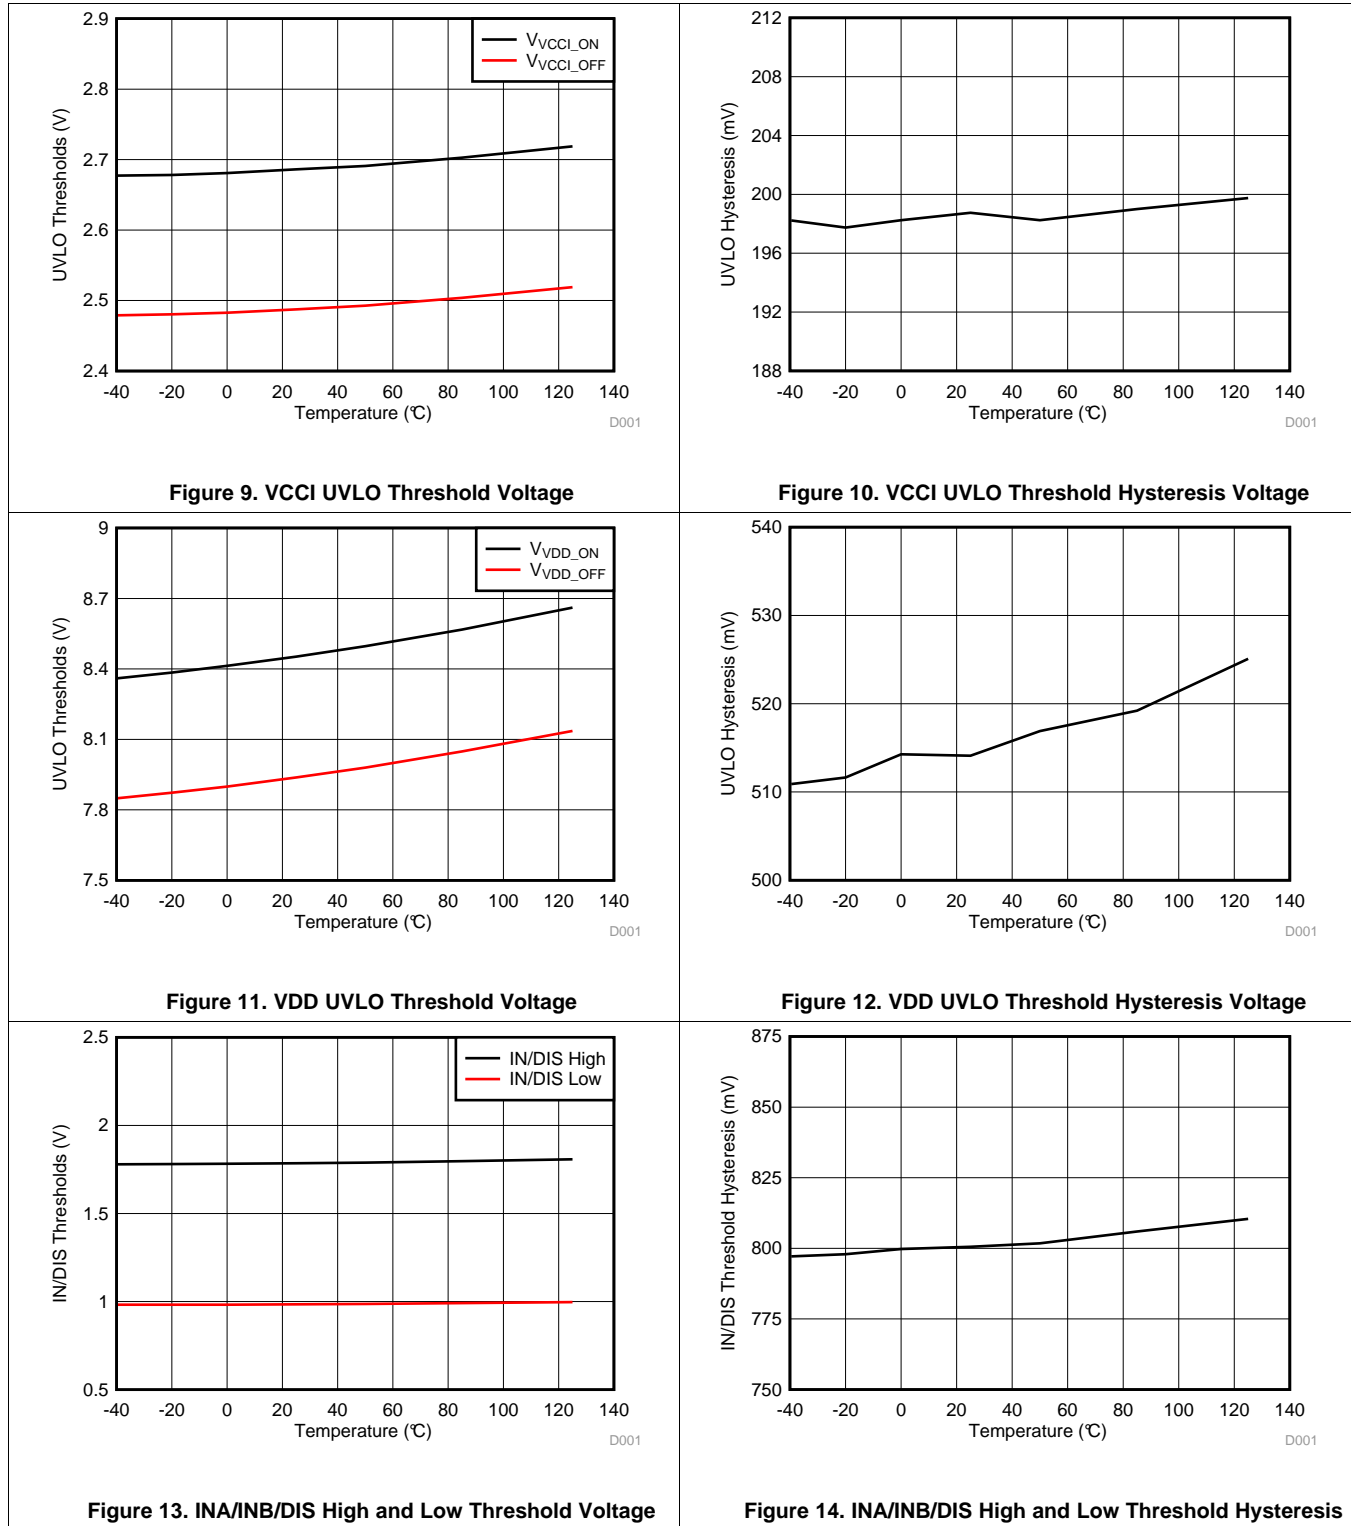 2.9
2.8
2.7
2.6
2.5
2.4
UVLO Thresholds (V)
V_VCCI_ON
V_VCCI_OFF
-40 -20 0 20 40 60 80 100 120 140
Temperature (°C)
D001
Figure 9. VCCI UVLO Threshold Voltage
212
208
204
200
196
192
188
UVLO Hysteresis (mV)
-40 -20 0 20 40 60 80 100 120 140
Temperature (°C)
D001
Figure 10. VCCI UVLO Threshold Hysteresis Voltage
9
8.7
8.4
8.1
7.8
7.5
UVLO Thresholds (V)
V_VDD_ON
V_VDD_OFF
-40 -20 0 20 40 60 80 100 120 140
Temperature (°C)
D001
Figure 11. VDD UVLO Threshold Voltage
540
530
520
510
500
UVLO Hysteresis (mV)
-40 -20 0 20 40 60 80 100 120 140
Temperature (°C)
D001
Figure 12. VDD UVLO Threshold Hysteresis Voltage
2.5
2
1.5
1
0.5
IN/DIS Thresholds (V)
IN/DIS High
IN/DIS Low
-40 -20 0 20 40 60 80 100 120 140
Temperature (°C)
D001
Figure 13. INA/INB/DIS High and Low Threshold Voltage
875
850
825
800
775
750
IN/DIS Threshold Hysteresis (mV)
-40 -20 0 20 40 60 80 100 120 140
Temperature (°C)
D001
Figure 14. INA/INB/DIS High and Low Threshold Hysteresis